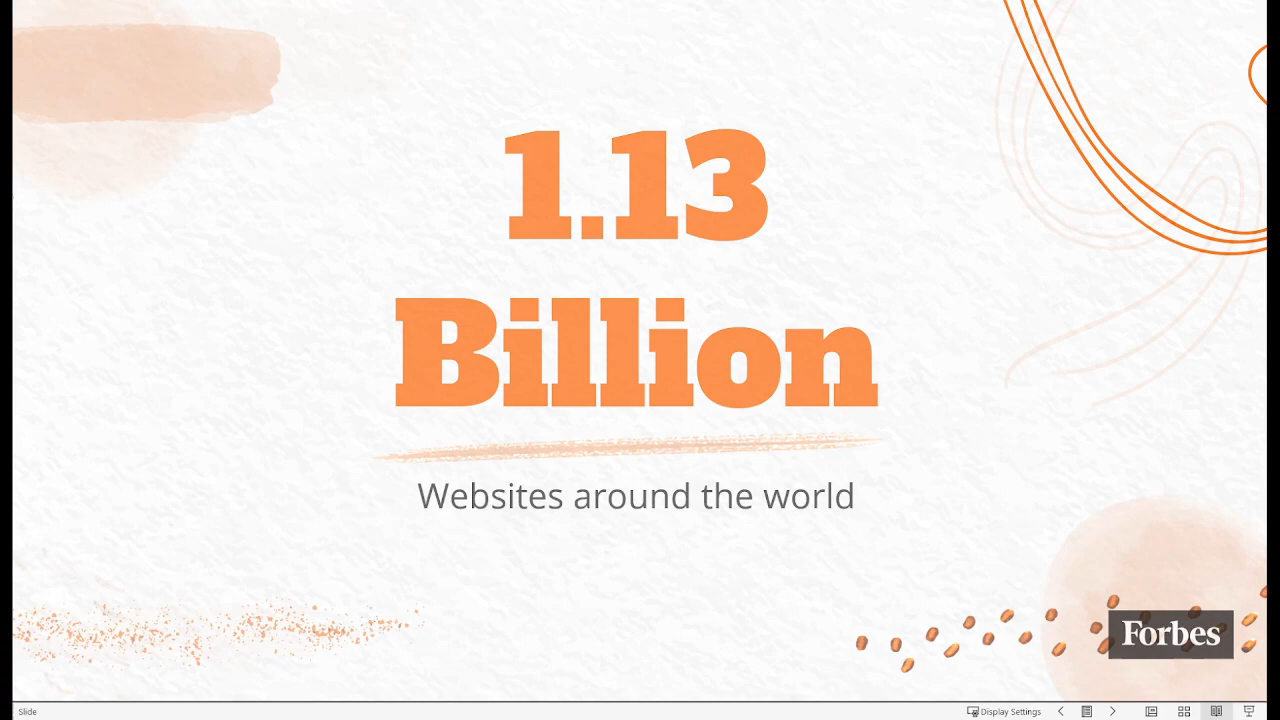 1.13
Billion
Websites around the world
Forbes
Slide
Display Settings